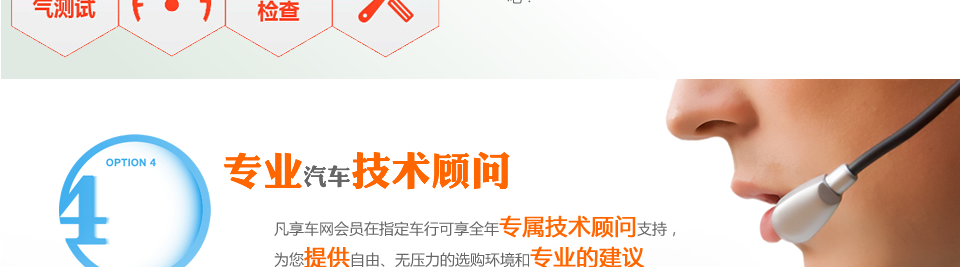 气测试
检查
吧！
OPTION 4
4
专业汽车技术顾问
凡享车网会员在指定车行可享全年专属技术顾问支持，
为您提供自由、无压力的选购环境和专业的建议